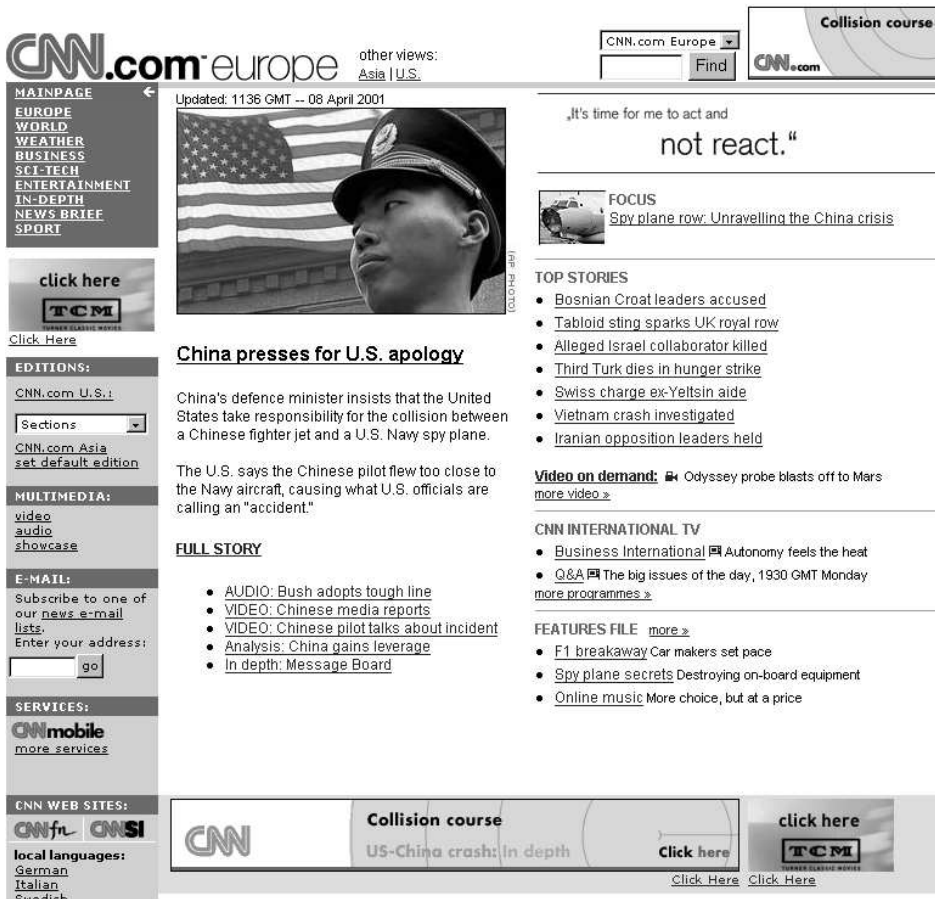 CNN.com europe
other views:
Asia | U.S.
CNN.com Europe
Find
Collision course
CNN.com
MAINPAGE
EUROPE
WORLD
WEATHER
BUSINESS
SCI-TECH
ENTERTAINMENT
IN-DEPTH
NEWS BRIEF
SPORT
click here
TCM
TURNER CLASSIC MOVIES
Click Here
EDITIONS:
CNN.com U.S.:
Sections
CNN.com Asia
set default edition
MULTIMEDIA:
video
audio
showcase
E-MAIL:
Subscribe to one of
our news e-mail
lists.
Enter your address:
go
SERVICES:
CNNmobile
more services
CNN WEB SITES:
CNNfn CNNSI
local languages:
German
Italian
Swedish
Updated: 1136 GMT -- 08 April 2001
(AP PHOTO)
China presses for U.S. apology
China's defence minister insists that the United
States take responsibility for the collision between
a Chinese fighter jet and a U.S. Navy spy plane.
The U.S. says the Chinese pilot flew too close to
the Navy aircraft, causing what U.S. officials are
calling an "accident."
FULL STORY
• AUDIO: Bush adopts tough line
• VIDEO: Chinese media reports
• VIDEO: Chinese pilot talks about incident
• Analysis: China gains leverage
• In depth: Message Board
„It's time for me to act and
not react.“
FOCUS
Spy plane row: Unravelling the China crisis
TOP STORIES
• Bosnian Croat leaders accused
• Tabloid sting sparks UK royal row
• Alleged Israel collaborator killed
• Third Turk dies in hunger strike
• Swiss charge ex-Yeltsin aide
• Vietnam crash investigated
• Iranian opposition leaders held
Video on demand: Odyssey probe blasts off to Mars
more video »
CNN INTERNATIONAL TV
• Business International Autonomy feels the heat
• Q&A The big issues of the day, 1930 GMT Monday
more programmes »
FEATURES FILE more »
• F1 breakaway Car makers set pace
• Spy plane secrets Destroying on-board equipment
• Online music More choice, but at a price
CNN
Collision course
US-China crash: In depth
Click here
Click Here
click here
TCM
TURNER CLASSIC MOVIES
Click Here